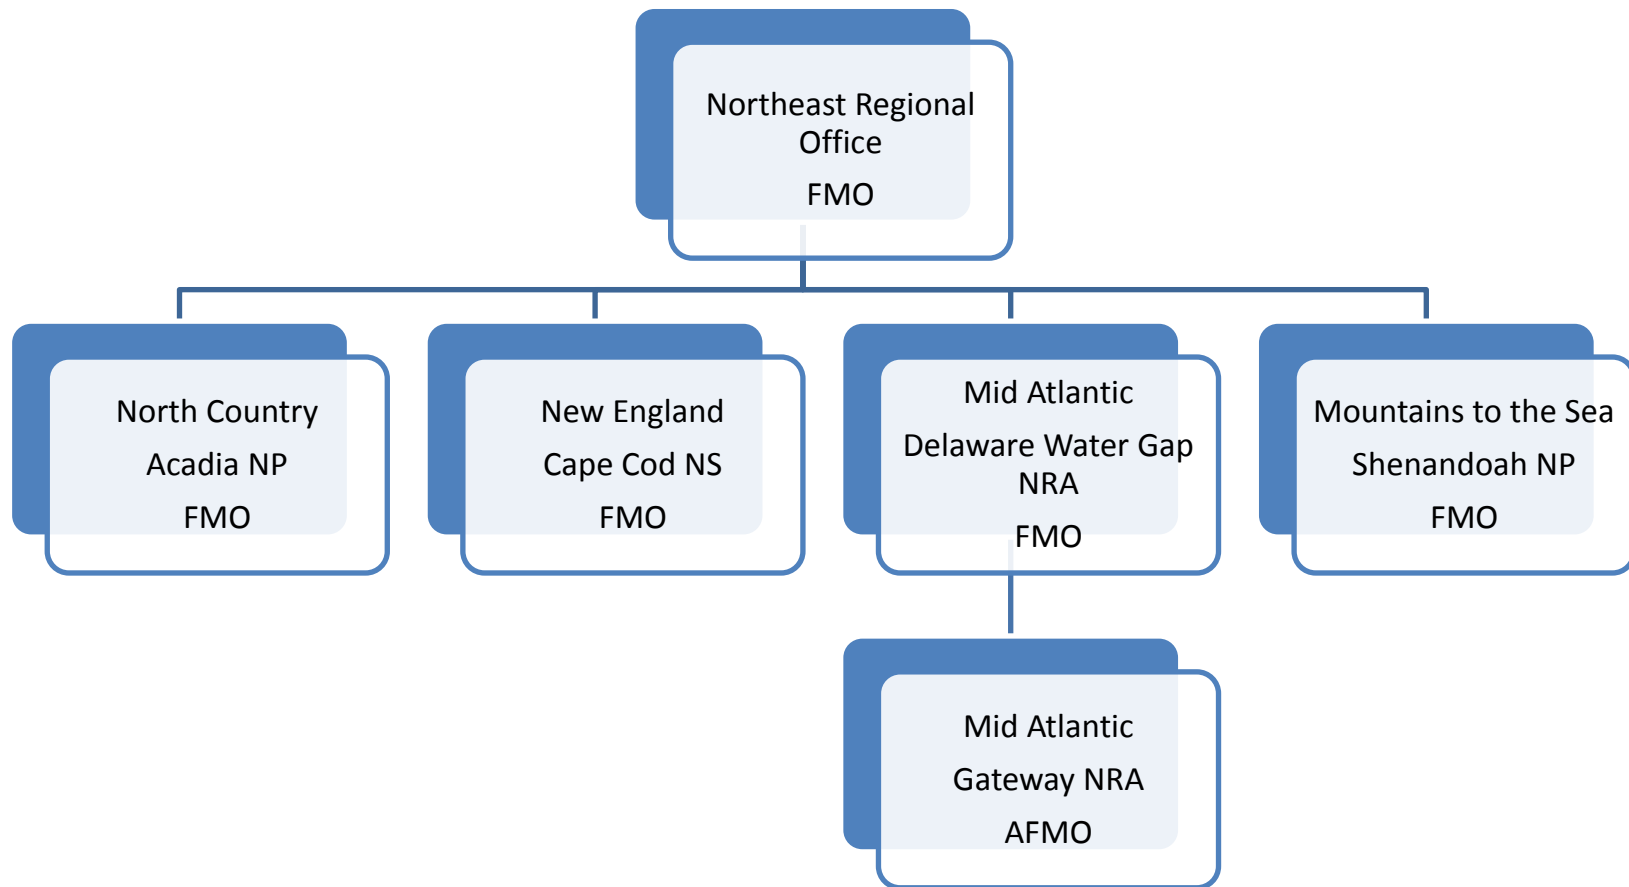 Northeast Regional
Office
FMO
North Country
Acadia NP
FMO
New England
Cape Cod NS
FMO
Mid Atlantic
Delaware Water Gap
NRA
FMO
Mountains to the Sea
Shenandoah NP
FMO
Mid Atlantic
Gateway NRA
AFMO